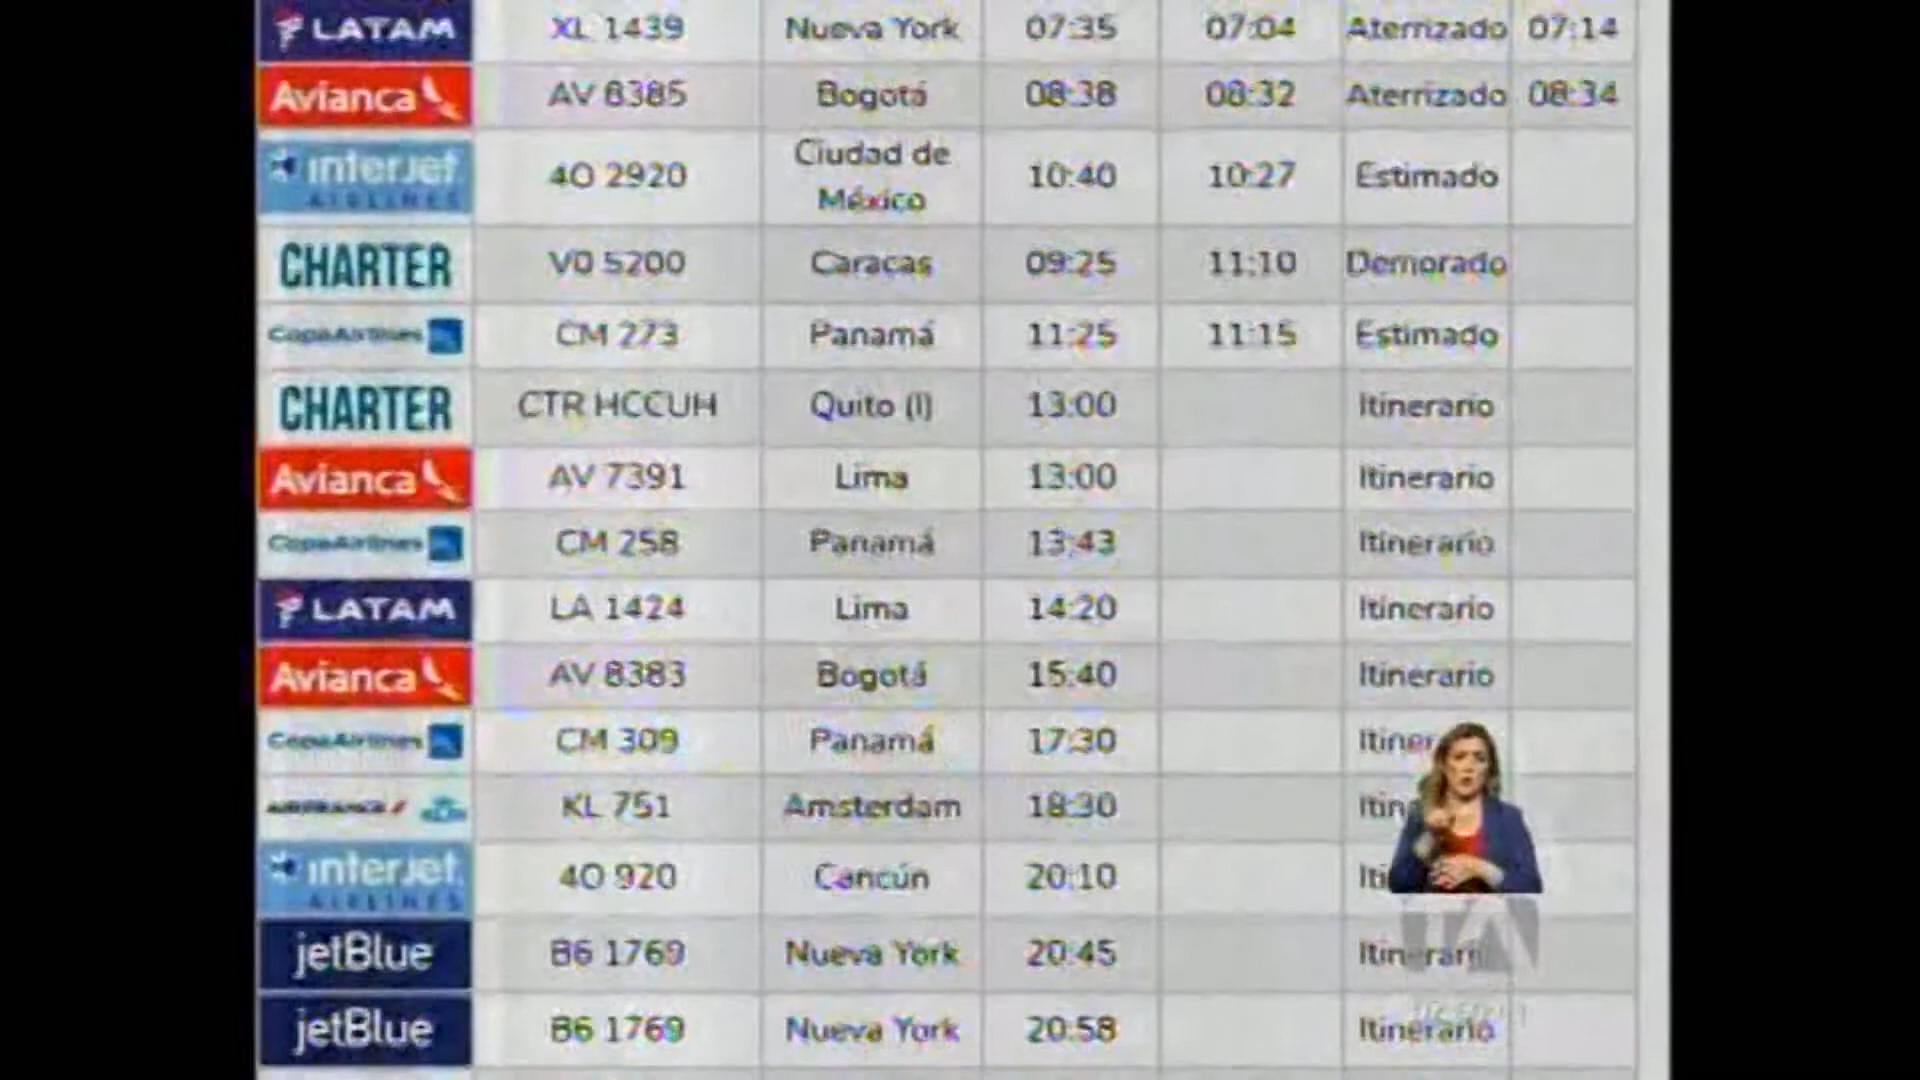 LATAM XL 1439 Nueva York 07:35 07:04 Aterrizado 07:14
Avianca AV 8385 Bogotá 08:38 08:32 Aterrizado 08:34
interjet AIRLINES 4O 2920 Ciudad de México 10:40 10:27 Estimado
CHARTER V0 5200 Caracas 09:25 11:10 Demorado
CopaAirlines CM 273 Panamá 11:25 11:15 Estimado
CHARTER CTR HCCUH Quito (I) 13:00 Itinerario
Avianca AV 7391 Lima 13:00 Itinerario
CopaAirlines CM 258 Panamá 13:43 Itinerario
LATAM LA 1424 Lima 14:20 Itinerario
Avianca AV 8383 Bogotá 15:40 Itinerario
CopaAirlines CM 309 Panamá 17:30 Itiner
AIRFRANCE KL 751 Amsterdam 18:30 Itin
interjet AIRLINES 4O 920 Cancún 20:10 Iti
jetBlue B6 1769 Nueva York 20:45 Itinerari
jetBlue B6 1769 Nueva York 20:58 Itinerario